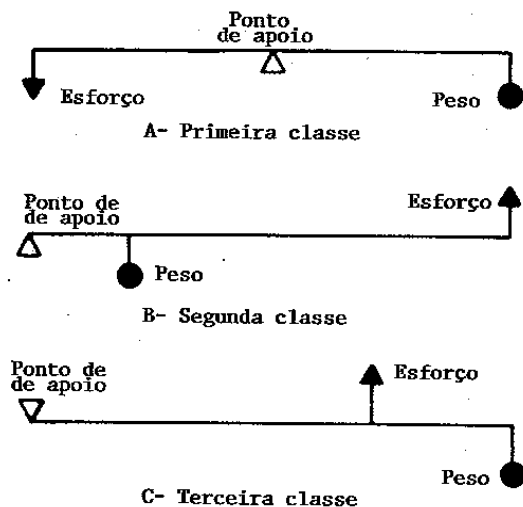 Ponto
de apoio
Esforço
Peso
A- Primeira classe
Ponto de
de apoio
Esforço
Peso
B- Segunda classe
Ponto de
de apoio
Esforço
Peso
C- Terceira classe